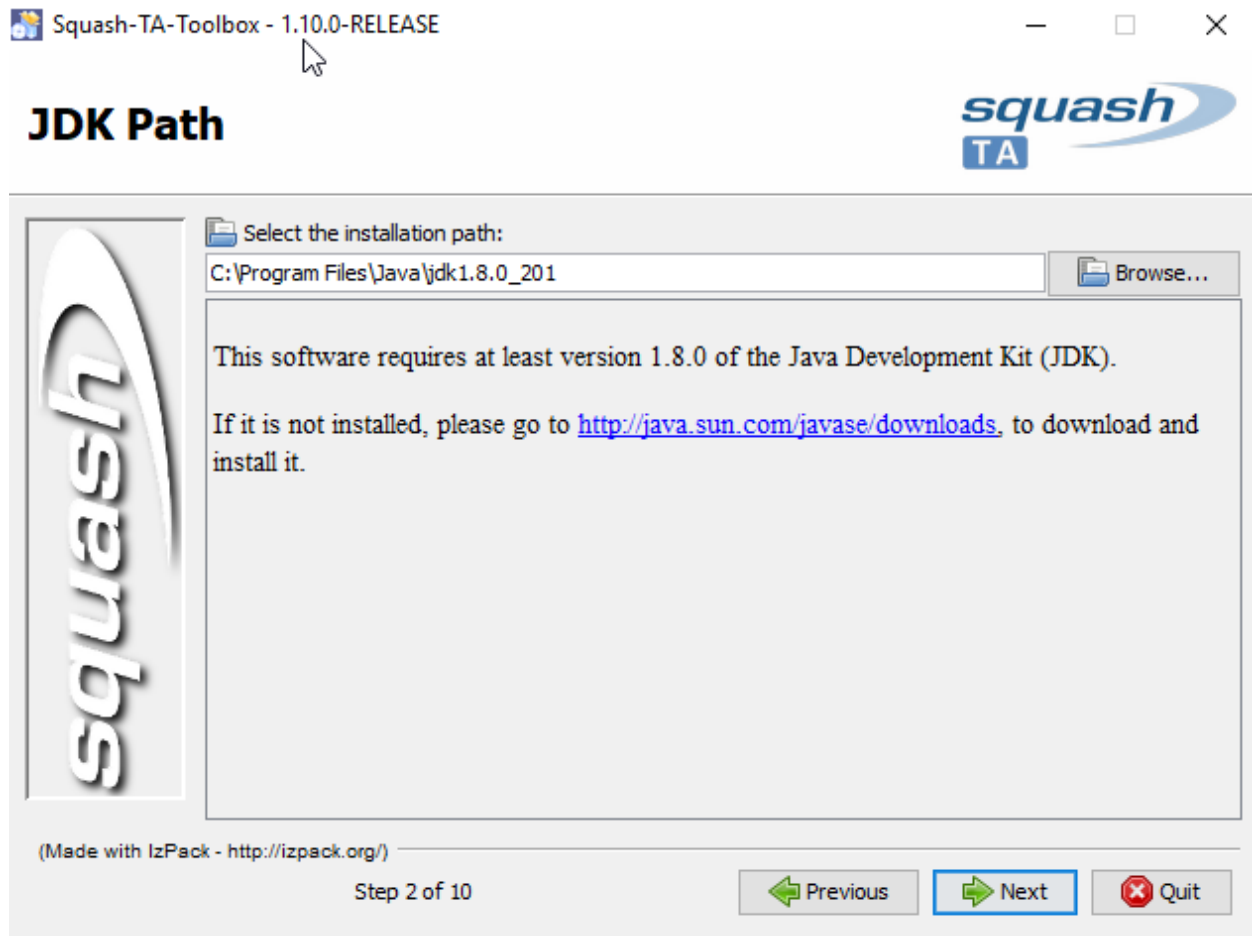 Squash-TA-Toolbox - 1.10.0-RELEASE
JDK Path
squash
TA
squash
Select the installation path:
C:\Program Files\Java\jdk1.8.0_201
Browse...
This software requires at least version 1.8.0 of the Java Development Kit (JDK).
If it is not installed, please go to http://java.sun.com/javase/downloads, to download and
install it.
(Made with IzPack - http://izpack.org/)
Step 2 of 10
Previous
Next
Quit